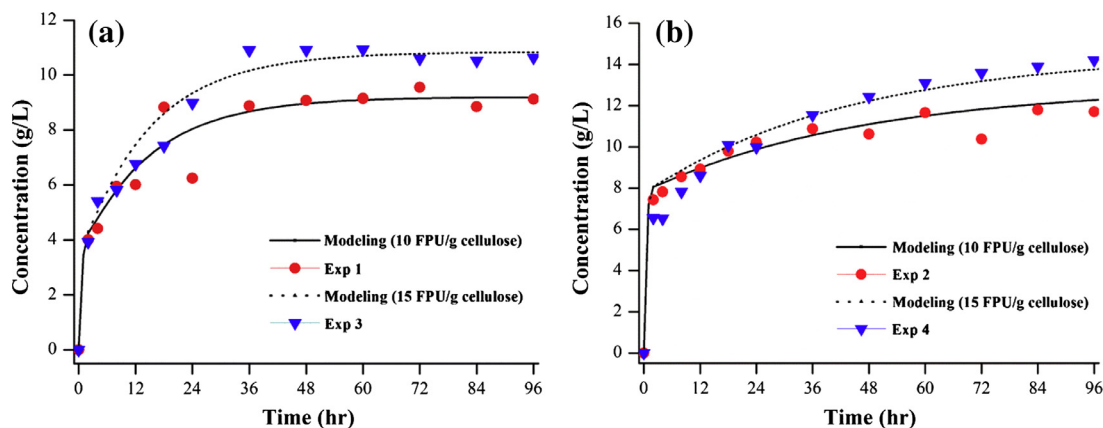 (a)
Concentration (g/L)
12
10
8
6
4
2
0
Modeling (10 FPU/g cellulose)
Exp 1
Modeling (15 FPU/g cellulose)
Exp 3
0 12 24 36 48 60 72 84 96
Time (hr)
(b)
Concentration (g/L)
16
14
12
10
8
6
4
2
0
Modeling (10 FPU/g cellulose)
Exp 2
Modeling (15 FPU/g cellulose)
Exp 4
0 12 24 36 48 60 72 84 96
Time (hr)